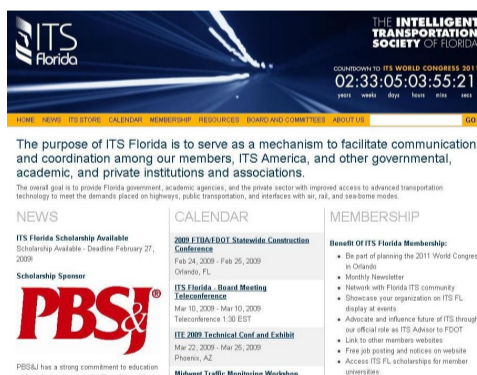 ITS
Florida
THE INTELLIGENT
TRANSPORTATION
SOCIETY OF FLORIDA
COUNTDOWN TO ITS WORLD CONGRESS 2011
02:33:05:03:55:21
years weeks days hours mins secs
HOME NEWS ITS STORE CALENDAR MEMBERSHIP RESOURCES BOARD AND COMMITTEES ABOUT US GO
The purpose of ITS Florida is to serve as a mechanism to facilitate communication
and coordination among our members, ITS America, and other governmental,
academic, and private institutions and associations.
The overall goal is to provide Florida government, academic agencies, and the private sector with improved access to advanced transportation
technology to meet the demands placed on highways, public transportation, and interfaces with air, rail, and sea-borne modes.
NEWS
ITS Florida Scholarship Available
Scholarship Available - Deadline February 27,
2009!
Scholarship Sponsor
PBS&J®
PBS&J has a strong commitment to education
CALENDAR
2009 FTBA/FDOT Statewide Construction
Conference
Feb 24, 2009 - Feb 25, 2009
Orlando, FL
ITS Florida - Board Meeting
Teleconference
Mar 10, 2009 - Mar 10, 2009
Teleconference 1:30 EST
ITE 2009 Technical Conf and Exhibit
Mar 22, 2009 - Mar 25, 2009
Phoenix, AZ
Midwest Traffic Monitoring Workshop
MEMBERSHIP
Benefit Of ITS Florida Membership:
Be part of planning the 2011 World Congress
in Orlando
Monthly Newsletter
Network with Florida ITS community
Showcase your organization on ITS FL
display at events
Advocate and influence future of ITS through
our official role as ITS Advisor to FDOT
Link to other members websites
Free job posting and notices on website
Access ITS FL scholarships for member
universities